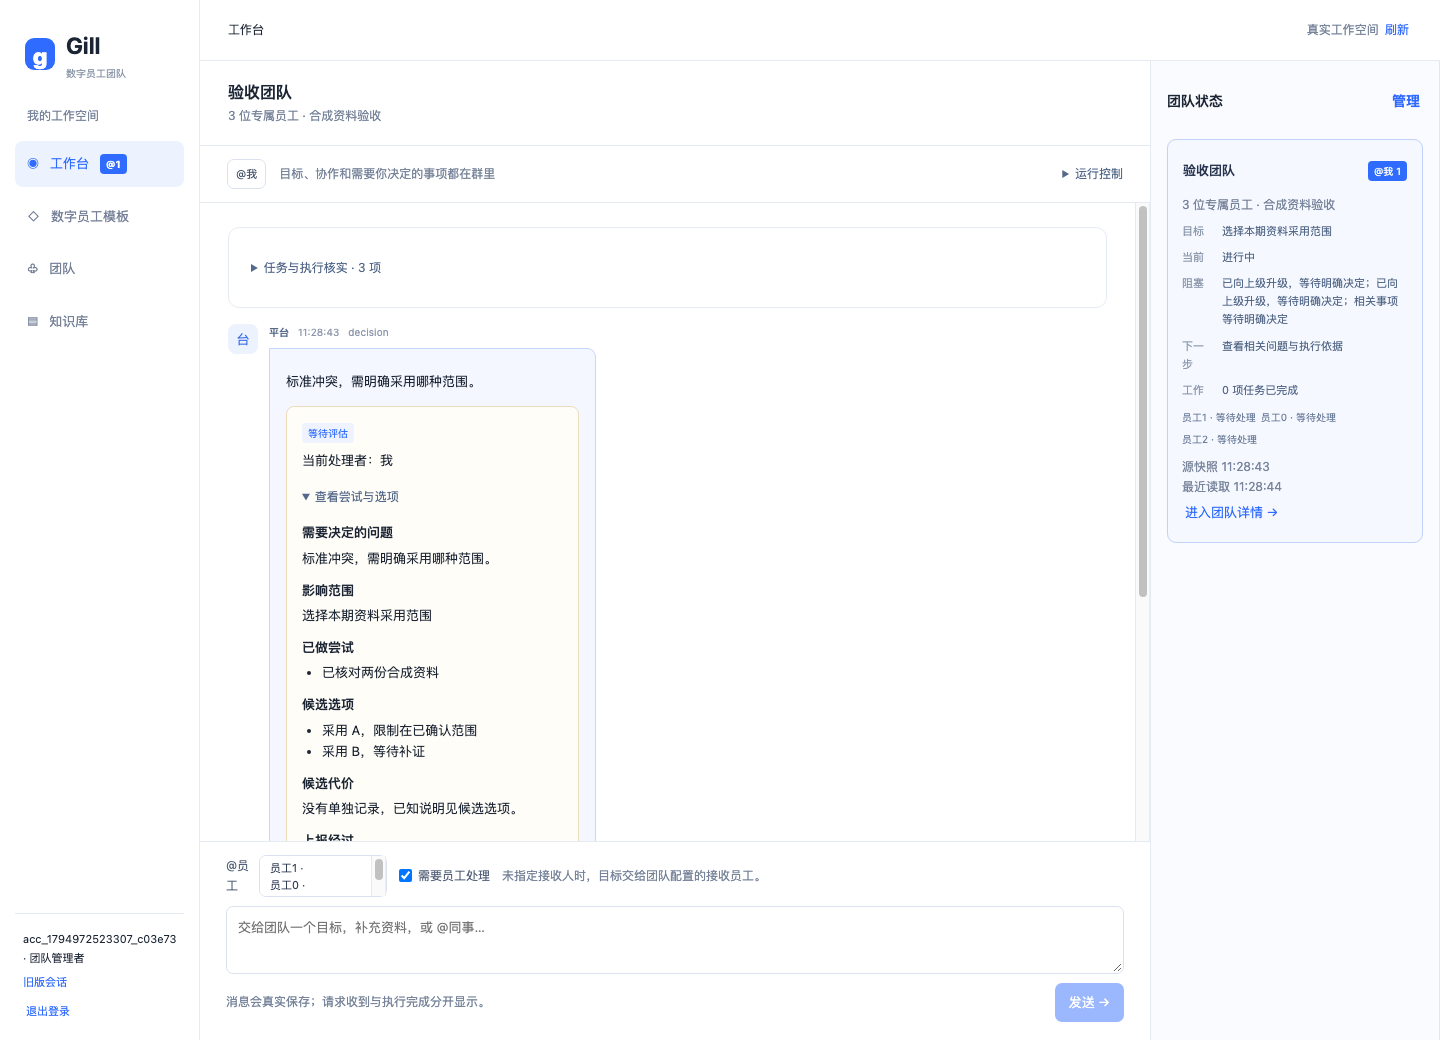 g
Gill
数字员工团队
我的工作空间
工作台 @1
数字员工模板
团队
知识库
acc_1794972523307_c03e73
· 团队管理者
旧版会话
退出登录
工作台
真实工作空间 刷新
验收团队
3 位专属员工 · 合成资料验收
@我 目标、协作和需要你决定的事项都在群里
运行控制
任务与执行核实 · 3 项
台
平台 11:28:43 decision
标准冲突，需明确采用哪种范围。
等待评估
当前处理者：我
查看尝试与选项
需要决定的问题
标准冲突，需明确采用哪种范围。
影响范围
选择本期资料采用范围
已做尝试
• 已核对两份合成资料
候选选项
• 采用 A，限制在已确认范围
• 采用 B，等待补证
候选代价
没有单独记录，已知说明见候选选项。
上报经过
@员
工
员工1 ·
员工0 ·
需要员工处理 未指定接收人时，目标交给团队配置的接收员工。
交给团队一个目标，补充资料，或 @同事...
消息会真实保存；请求收到与执行完成分开显示。
发送 →
团队状态
管理
验收团队
@我 1
3 位专属员工 · 合成资料验收
目标 选择本期资料采用范围
当前 进行中
阻塞 已向上级升级，等待明确决定；已向
上级升级，等待明确决定；相关事项
等待明确决定
下一 查看相关问题与执行依据
步
工作 0 项任务已完成
员工1 · 等待处理 员工0 · 等待处理
员工2 · 等待处理
源快照 11:28:43
最近读取 11:28:44
进入团队详情 →